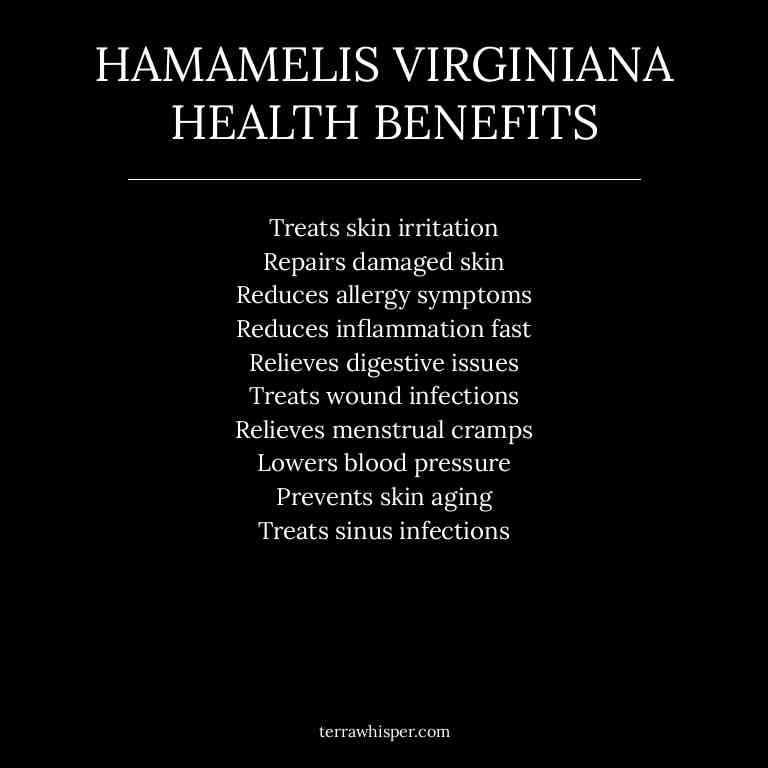 HAMAMELIS VIRGINIANA
HEALTH BENEFITS
Treats skin irritation
Repairs damaged skin
Reduces allergy symptoms
Reduces inflammation fast
Relieves digestive issues
Treats wound infections
Relieves menstrual cramps
Lowers blood pressure
Prevents skin aging
Treats sinus infections
terrawhisper.com